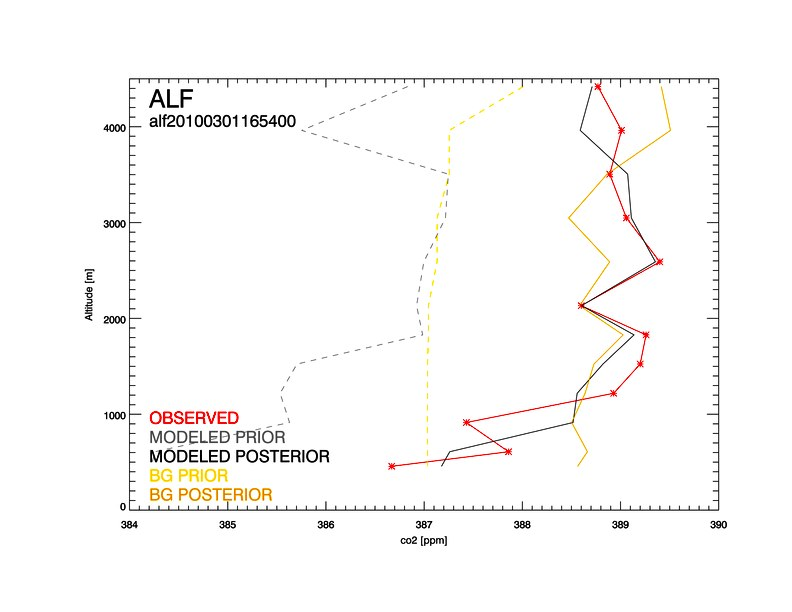 ALF
alf20100301165400
4000
3000
2000
1000
0
Altitude [m]
OBSERVED
MODELED PRIOR
MODELED POSTERIOR
BG PRIOR
BG POSTERIOR
384 385 386 387 388 389 390
co2 [ppm]